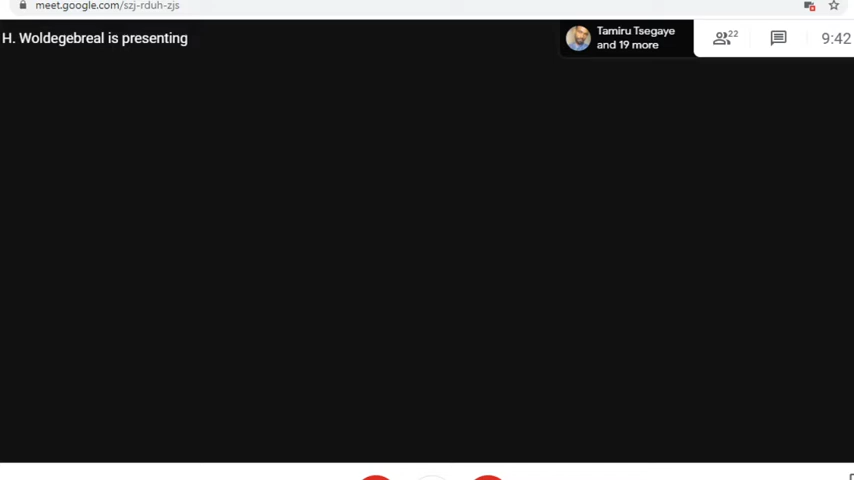 meet.google.com/szj-rduh-zjs
H. Woldegebreal is presenting
Tamiru Tsegaye
and 19 more
22
9:42